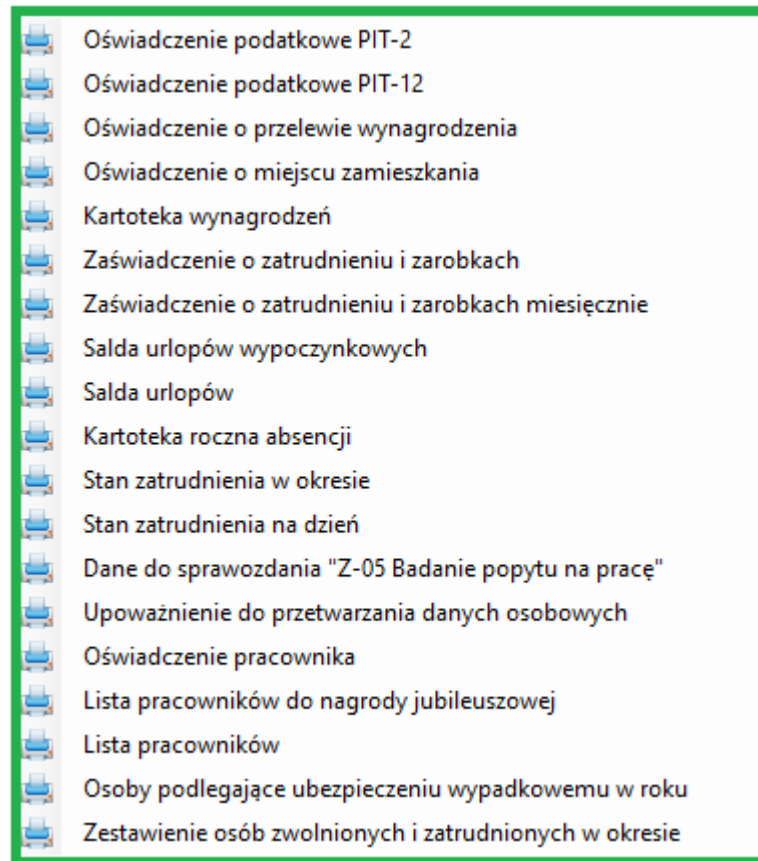 Oświadczenie podatkowe PIT-2
Oświadczenie podatkowe PIT-12
Oświadczenie o przelewie wynagrodzenia
Oświadczenie o miejscu zamieszkania
Kartoteka wynagrodzeń
Zaświadczenie o zatrudnieniu i zarobkach
Zaświadczenie o zatrudnieniu i zarobkach miesięcznie
Salda urlopów wypoczynkowych
Salda urlopów
Kartoteka roczna absencji
Stan zatrudnienia w okresie
Stan zatrudnienia na dzień
Dane do sprawozdania "Z-05 Badanie popytu na pracę"
Upoważnienie do przetwarzania danych osobowych
Oświadczenie pracownika
Lista pracowników do nagrody jubileuszowej
Lista pracowników
Osoby podlegające ubezpieczeniu wypadkowemu w roku
Zestawienie osób zwolnionych i zatrudnionych w okresie